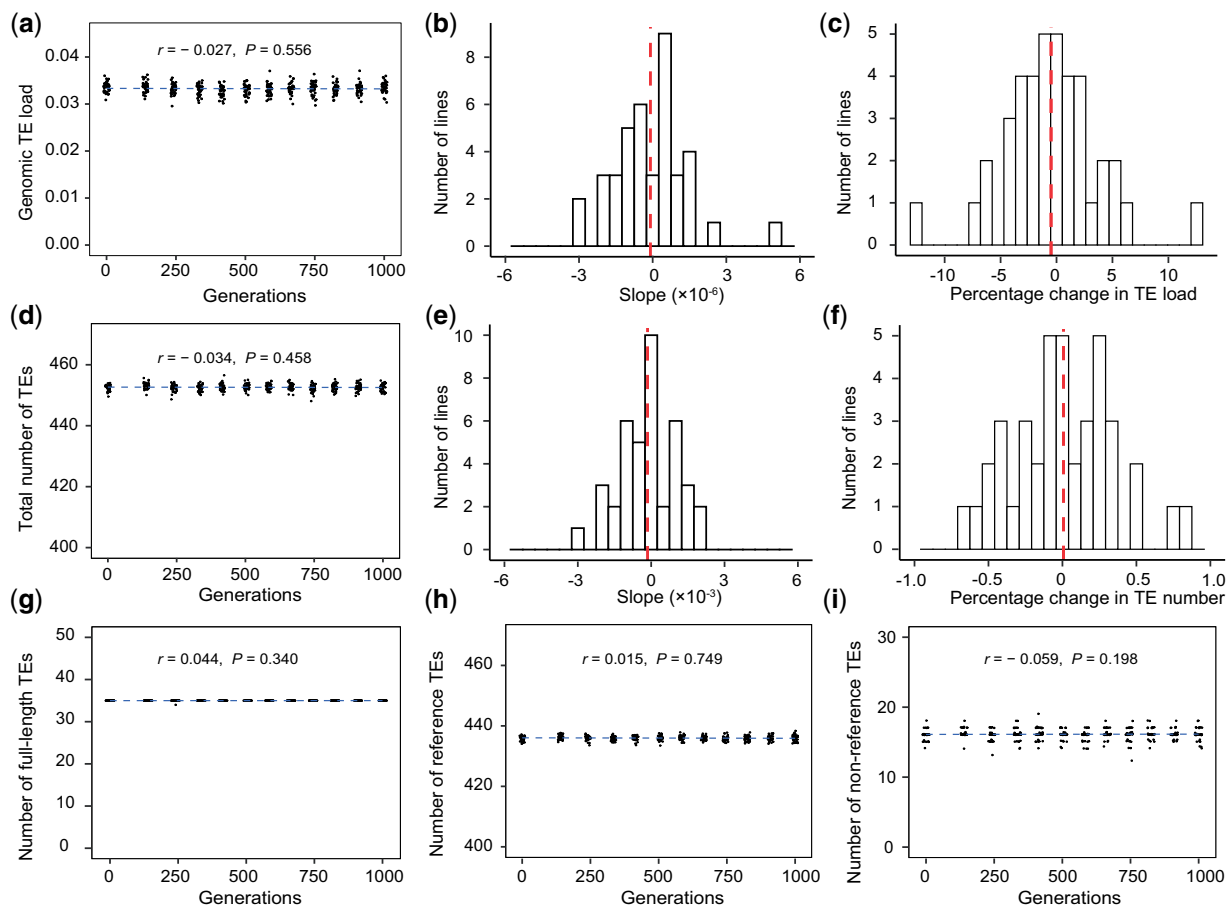 (a)
r = − 0.027, P = 0.556
0.04
0.03
0.02
0.01
0.00
Genomic TE load
0 250 500 750 1000
Generations
(b)
8
6
4
2
0
Number of lines
-6 -3 0 3 6
Slope (×10⁻⁶)
(c)
5
4
3
2
1
0
Number of lines
-10 -5 0 5 10
Percentage change in TE load
(d)
r = − 0.034, P = 0.458
460
440
420
400
Total number of TEs
0 250 500 750 1000
Generations
(e)
10
8
6
4
2
0
Number of lines
-6 -3 0 3 6
Slope (×10⁻³)
(f)
5
4
3
2
1
0
Number of lines
-1.0 -0.5 0 0.5 1.0
Percentage change in TE number
(g)
r = 0.044, P = 0.340
50
40
30
20
10
0
Number of full-length TEs
0 250 500 750 1000
Generations
(h)
r = 0.015, P = 0.749
460
440
420
400
Number of reference TEs
0 250 500 750 1000
Generations
(i)
r = − 0.059, P = 0.198
30
20
10
0
Number of non-reference TEs
0 250 500 750 1000
Generations